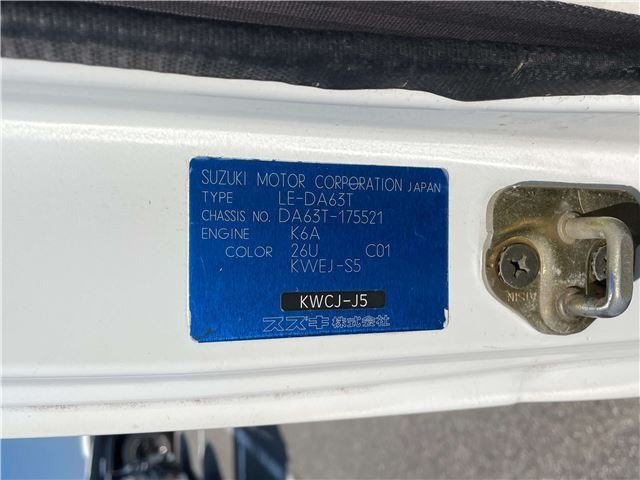 SUZUKI MOTOR CORPORATION JAPAN
TYPE LE-DA63T
CHASSIS NO. DA63T-175521
ENGINE K6A
COLOR 26U C01
KWEJ-S5
KWCJ-J5
スズキ株式会社
AISIN